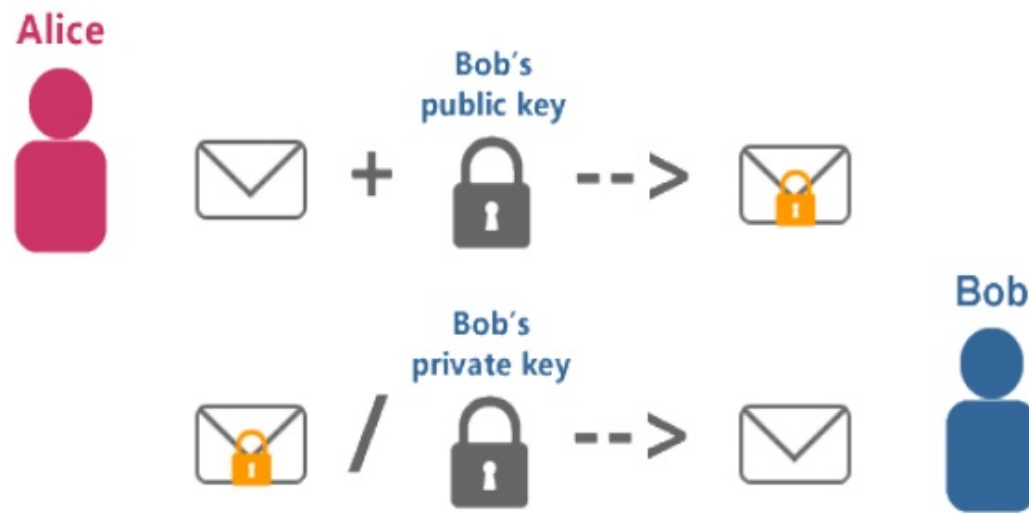 Alice
Bob's
public key
+
-->
Bob
Bob's
private key
/
-->